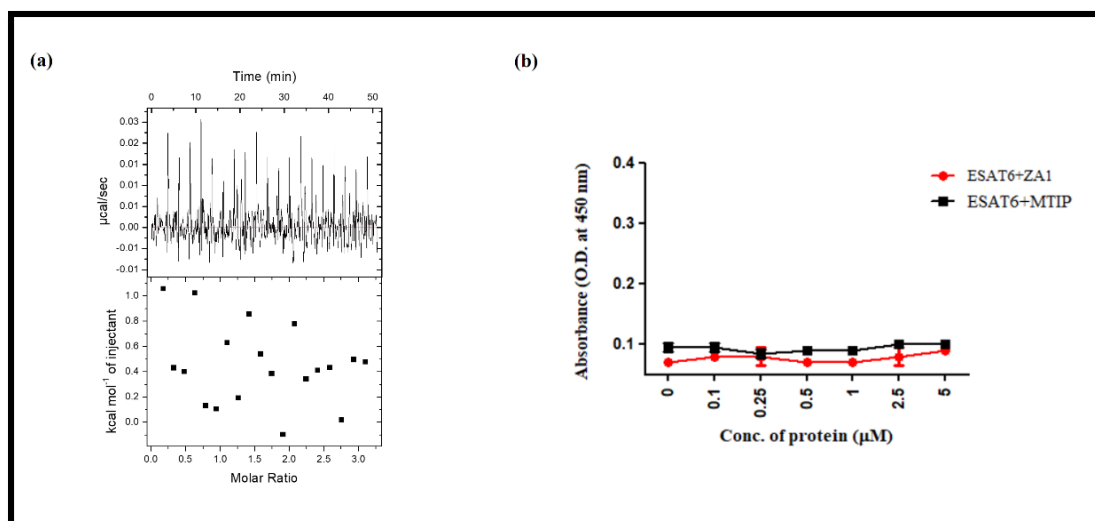 (a)
Time (min)
0 10 20 30 40 50
0.03
0.02
0.01
0.01
0.01
0.00
-0.01
-0.01
µcal/sec
1.0
0.8
0.6
0.4
0.2
0.0
kcal mol⁻¹ of injectant
0.0 0.5 1.0 1.5 2.0 2.5 3.0
Molar Ratio
(b)
0.4
0.3
0.2
0.1
Absorbance (O.D. at 450 nm)
ESAT6+ZA1
ESAT6+MTIP
0 0.1 0.25 0.5 1 2.5 5
Conc. of protein (µM)